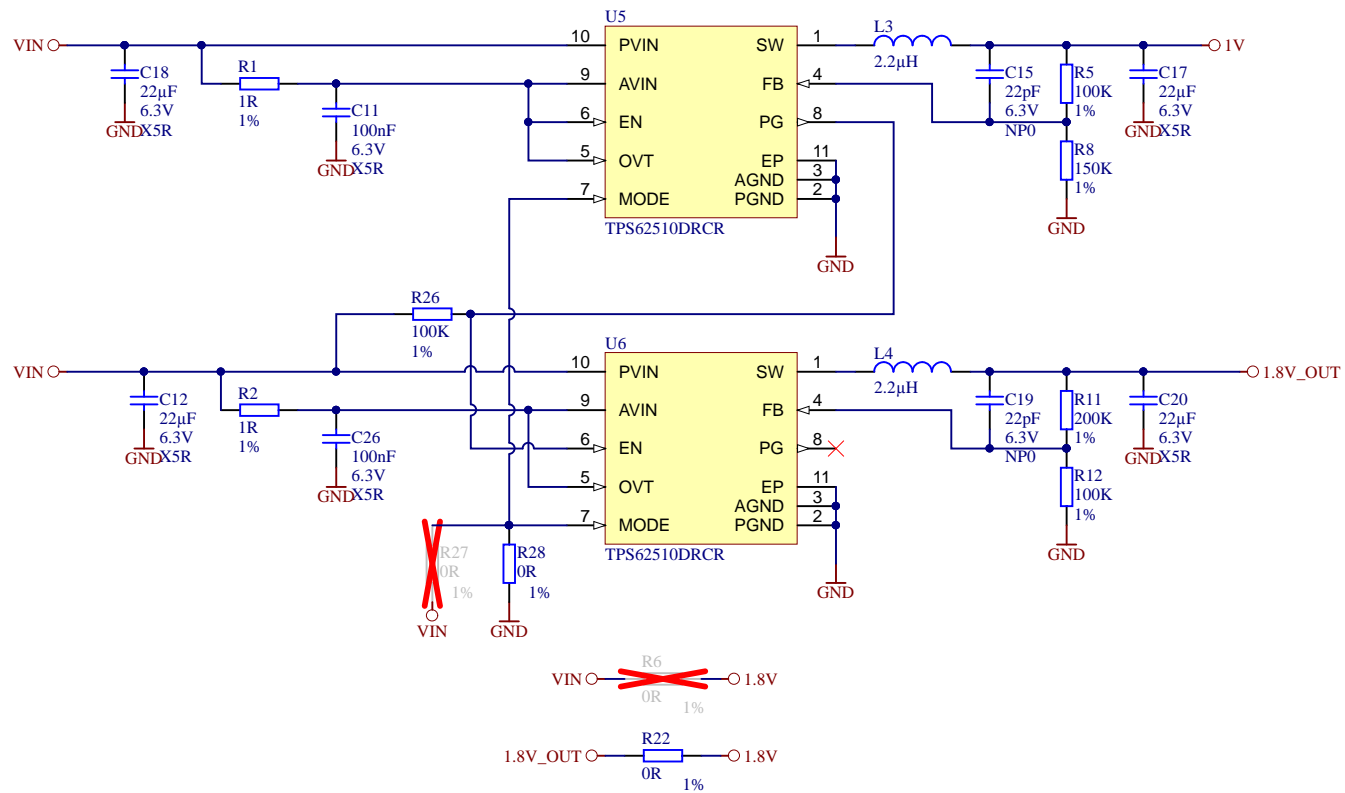 U5
VIN
10 PVIN
SW 1
L3
2.2µH
1V
C18
22µF
6.3V
X5R
GND
R1
1R
1%
C11
100nF
6.3V
X5R
GND
9 AVIN
6 EN
5 OVT
7 MODE
FB 4
PG 8
EP 11
AGND 3
PGND 2
TPS62510DRCR
GND
C15
22pF
6.3V
NP0
R5
100K
1%
C17
22µF
6.3V
X5R
GND
R8
150K
1%
GND
R26
100K
1%
U6
VIN
10 PVIN
SW 1
L4
2.2µH
1.8V_OUT
C12
22µF
6.3V
X5R
GND
R2
1R
1%
C26
100nF
6.3V
X5R
GND
9 AVIN
6 EN
5 OVT
7 MODE
FB 4
PG 8
EP 11
AGND 3
PGND 2
TPS62510DRCR
GND
C19
22pF
6.3V
NP0
R11
200K
1%
C20
22µF
6.3V
X5R
GND
R12
100K
1%
GND
R27
0R
1%
VIN
R28
0R
1%
GND
R6
VIN
1.8V
0R
1%
R22
1.8V_OUT
1.8V
0R
1%